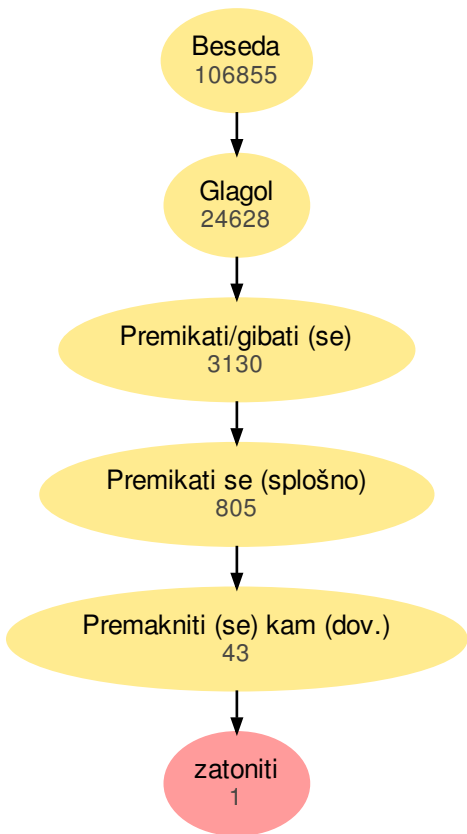 Beseda
106855
Glagol
24628
Premikati/gibati (se)
3130
Premikati se (splošno)
805
Premakniti (se) kam (dov.)
43
zatoniti
1